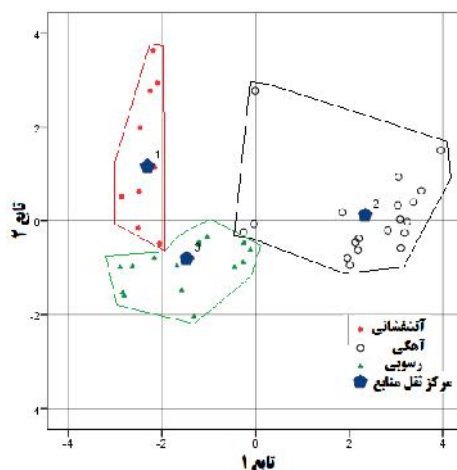 4
2
0
-2
-4
تابع ۲
1
2
3
آتشفشانی
آهکی
رسوبی
مرکز ثقل منابع
-4
-2
0
2
4
تابع ۱